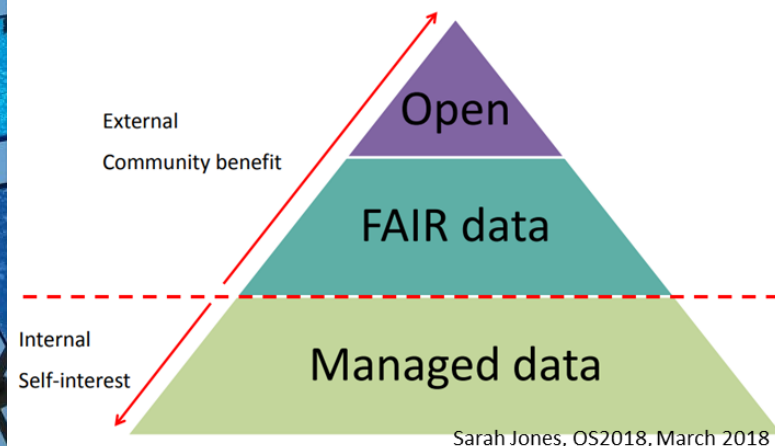 Open
External
Community benefit
FAIR data
Internal
Self-interest
Managed data
Sarah Jones, OS2018, March 2018